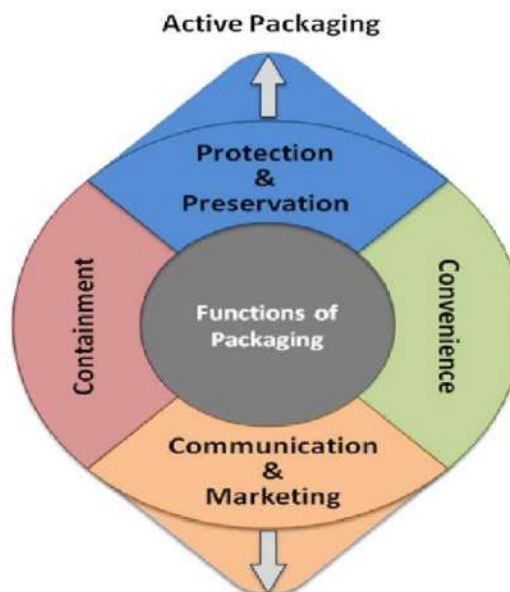 Active Packaging
Protection
&
Preservation
Containment
Functions of
Packaging
Convenience
Communication
&
Marketing